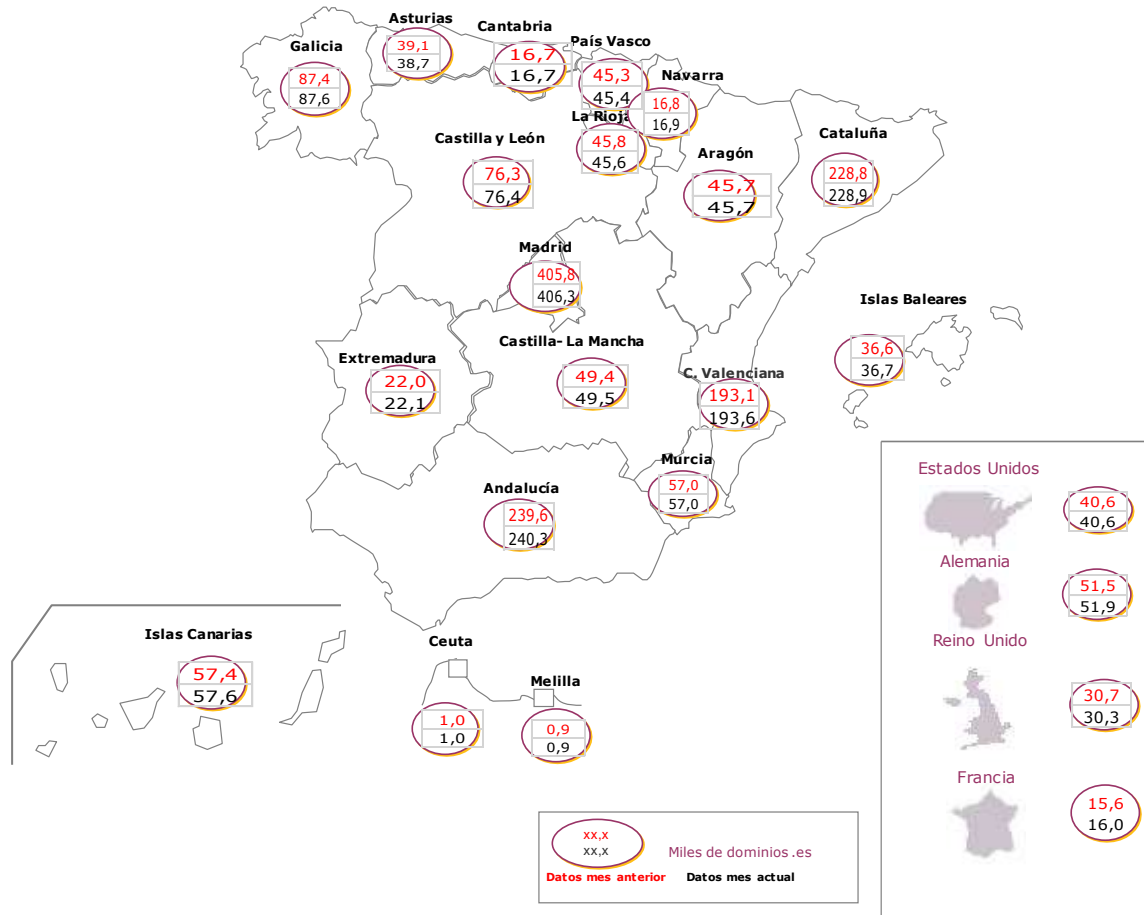 Asturias
39,1
38,7
Cantabria
16,7
16,7
Galicia
87,4
87,6
País Vasco
45,3
45,4
Navarra
16,8
16,9
La Rioja
45,8
45,6
Castilla y León
76,3
76,4
Aragón
45,7
45,7
Cataluña
228,8
228,9
Madrid
405,8
406,3
Islas Baleares
36,6
36,7
Extremadura
22,0
22,1
Castilla- La Mancha
49,4
49,5
C. Valenciana
193,1
193,6
Murcia
57,0
57,0
Andalucía
239,6
240,3
Islas Canarias
57,4
57,6
Ceuta
1,0
1,0
Melilla
0,9
0,9
Estados Unidos
40,6
40,6
Alemania
51,5
51,9
Reino Unido
30,7
30,3
Francia
15,6
16,0
xx,x
xx,x
Miles de dominios .es
Datos mes anterior Datos mes actual